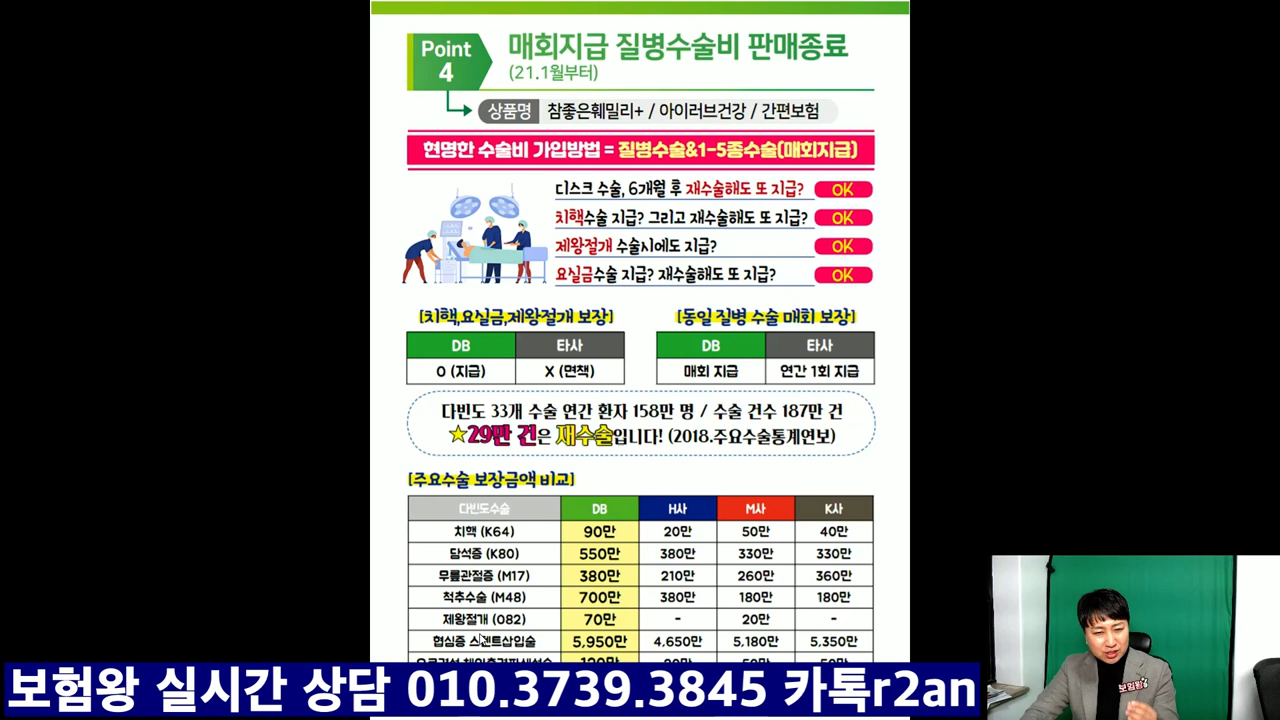 Point 4
매회지급 질병수술비 판매종료
(21.1월부터)
상품명 참좋은훼밀리+ / 아이러브건강 / 간편보험
현명한 수술비 가입방법 = 질병수술&1-5종수술(매회지급)
디스크 수술, 6개월 후 재수술해도 또 지급? OK
치핵수술 지급? 그리고 재수술해도 또 지급? OK
제왕절개 수술시에도 지급? OK
요실금수술 지급? 재수술해도 또 지급? OK
[치핵,요실금,제왕절개 보장]
DB 타사
O (지급) X (면책)
[동일 질병 수술 매회 보장]
DB 타사
매회 지급 연간 1회 지급
다빈도 33개 수술 연간 환자 158만 명 / 수술 건수 187만 건
★29만 건은 재수술입니다! (2018.주요수술통계연보)
[주요수술 보장금액 비교]
다빈도수술 DB H사 M사 K사
치핵 (K64) 90만 20만 50만 40만
담석증 (K80) 550만 380만 330만 330만
무릎관절증 (M17) 380만 210만 260만 360만
척추수술 (M48) 700만 380만 180만 180만
제왕절개 (O82) 70만 - 20만 -
협심증 스텐트삽입술 5,950만 4,650만 5,180만 5,350만
보험왕 실시간 상담 010.3739.3845 카톡r2an
보험왕